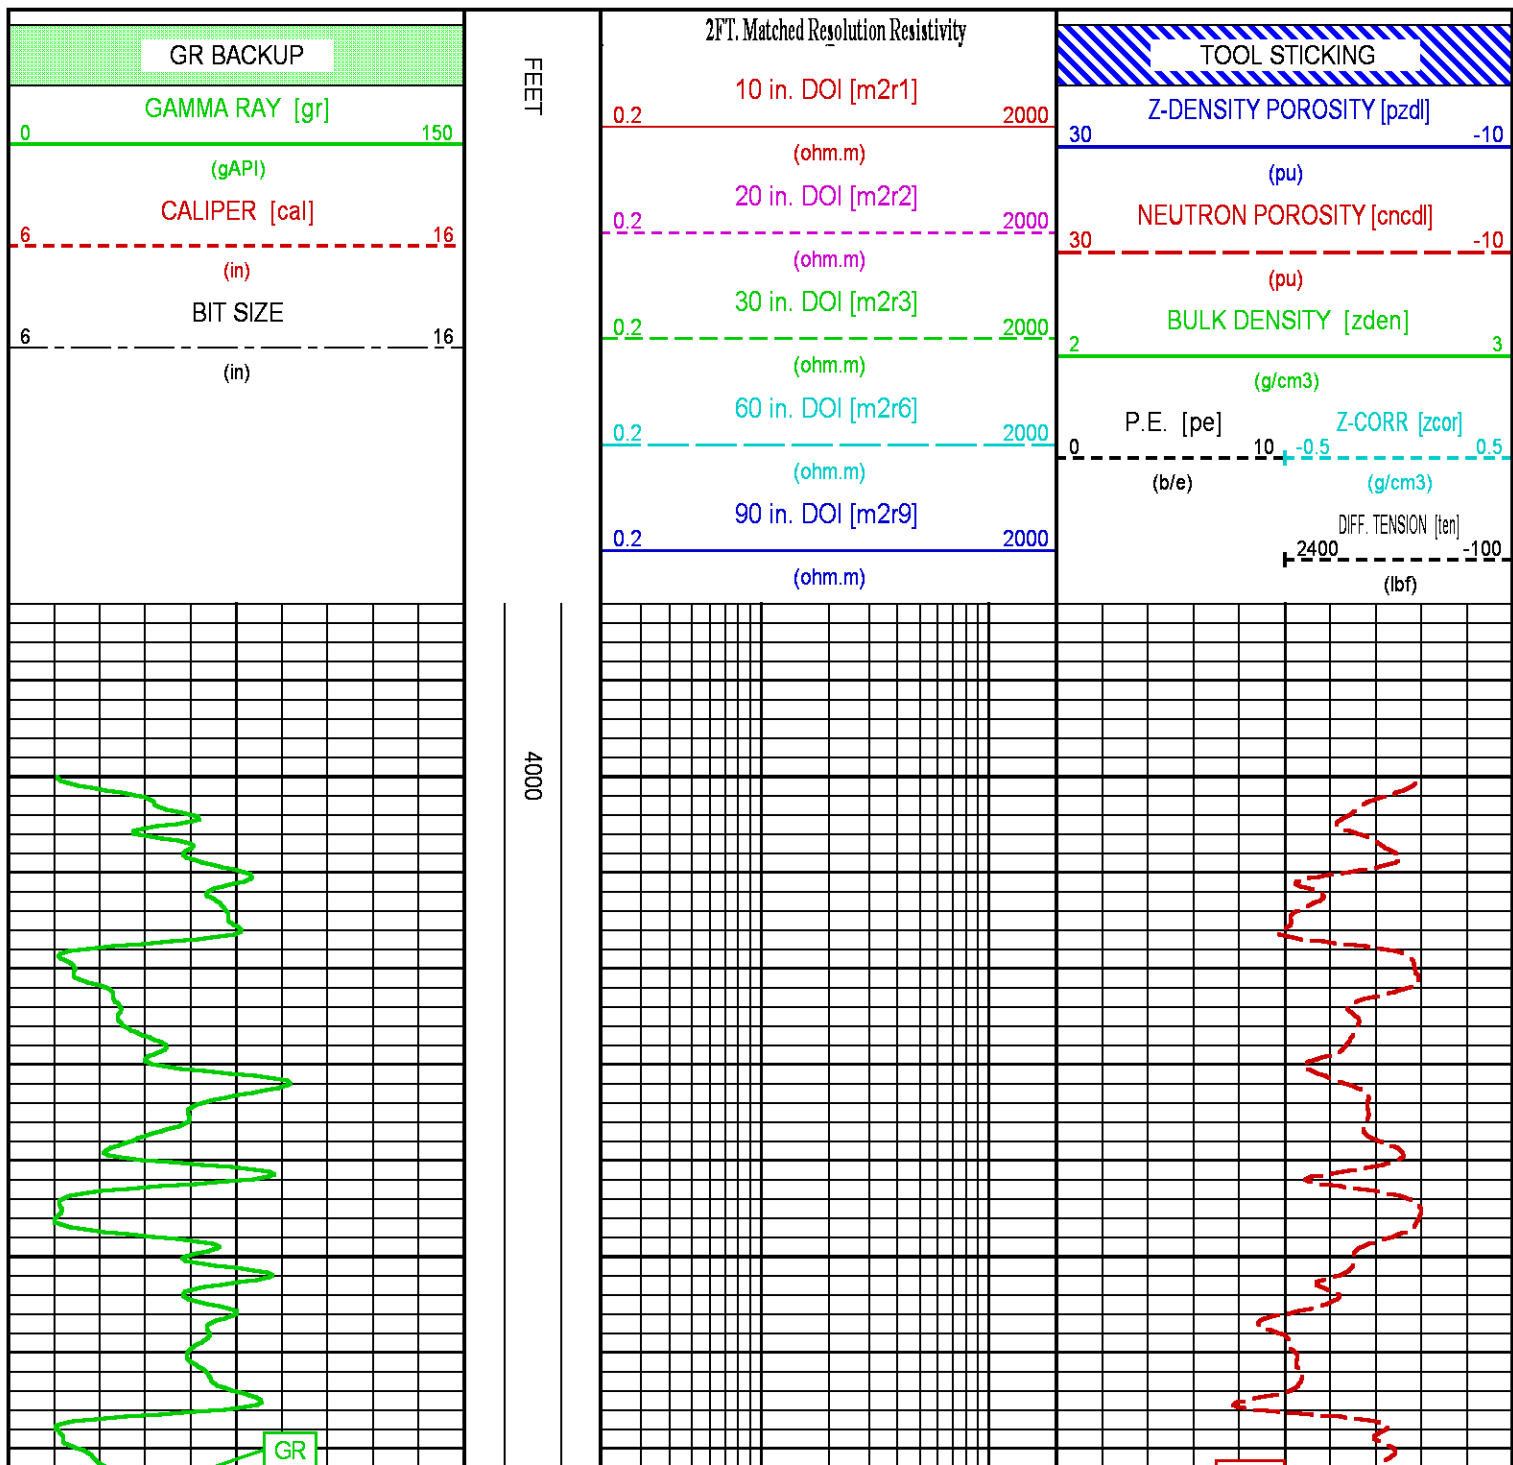 GR BACKUP
GAMMA RAY [gr]
0 150
(gAPI)
CALIPER [cal]
6 16
(in)
BIT SIZE
6 16
(in)
FEET
4000
2FT. Matched Resolution Resistivity
10 in. DOI [m2r1]
0.2 2000
(ohm.m)
20 in. DOI [m2r2]
0.2 2000
(ohm.m)
30 in. DOI [m2r3]
0.2 2000
(ohm.m)
60 in. DOI [m2r6]
0.2 2000
(ohm.m)
90 in. DOI [m2r9]
0.2 2000
(ohm.m)
TOOL STICKING
Z-DENSITY POROSITY [pzdl]
30 -10
(pu)
NEUTRON POROSITY [cncdl]
30 -10
(pu)
BULK DENSITY [zden]
2 3
(g/cm3)
P.E. [pe]
0 10
(b/e)
Z-CORR [zcor]
-0.5 0.5
(g/cm3)
DIFF. TENSION [ten]
2400 -100
(lbf)
GR